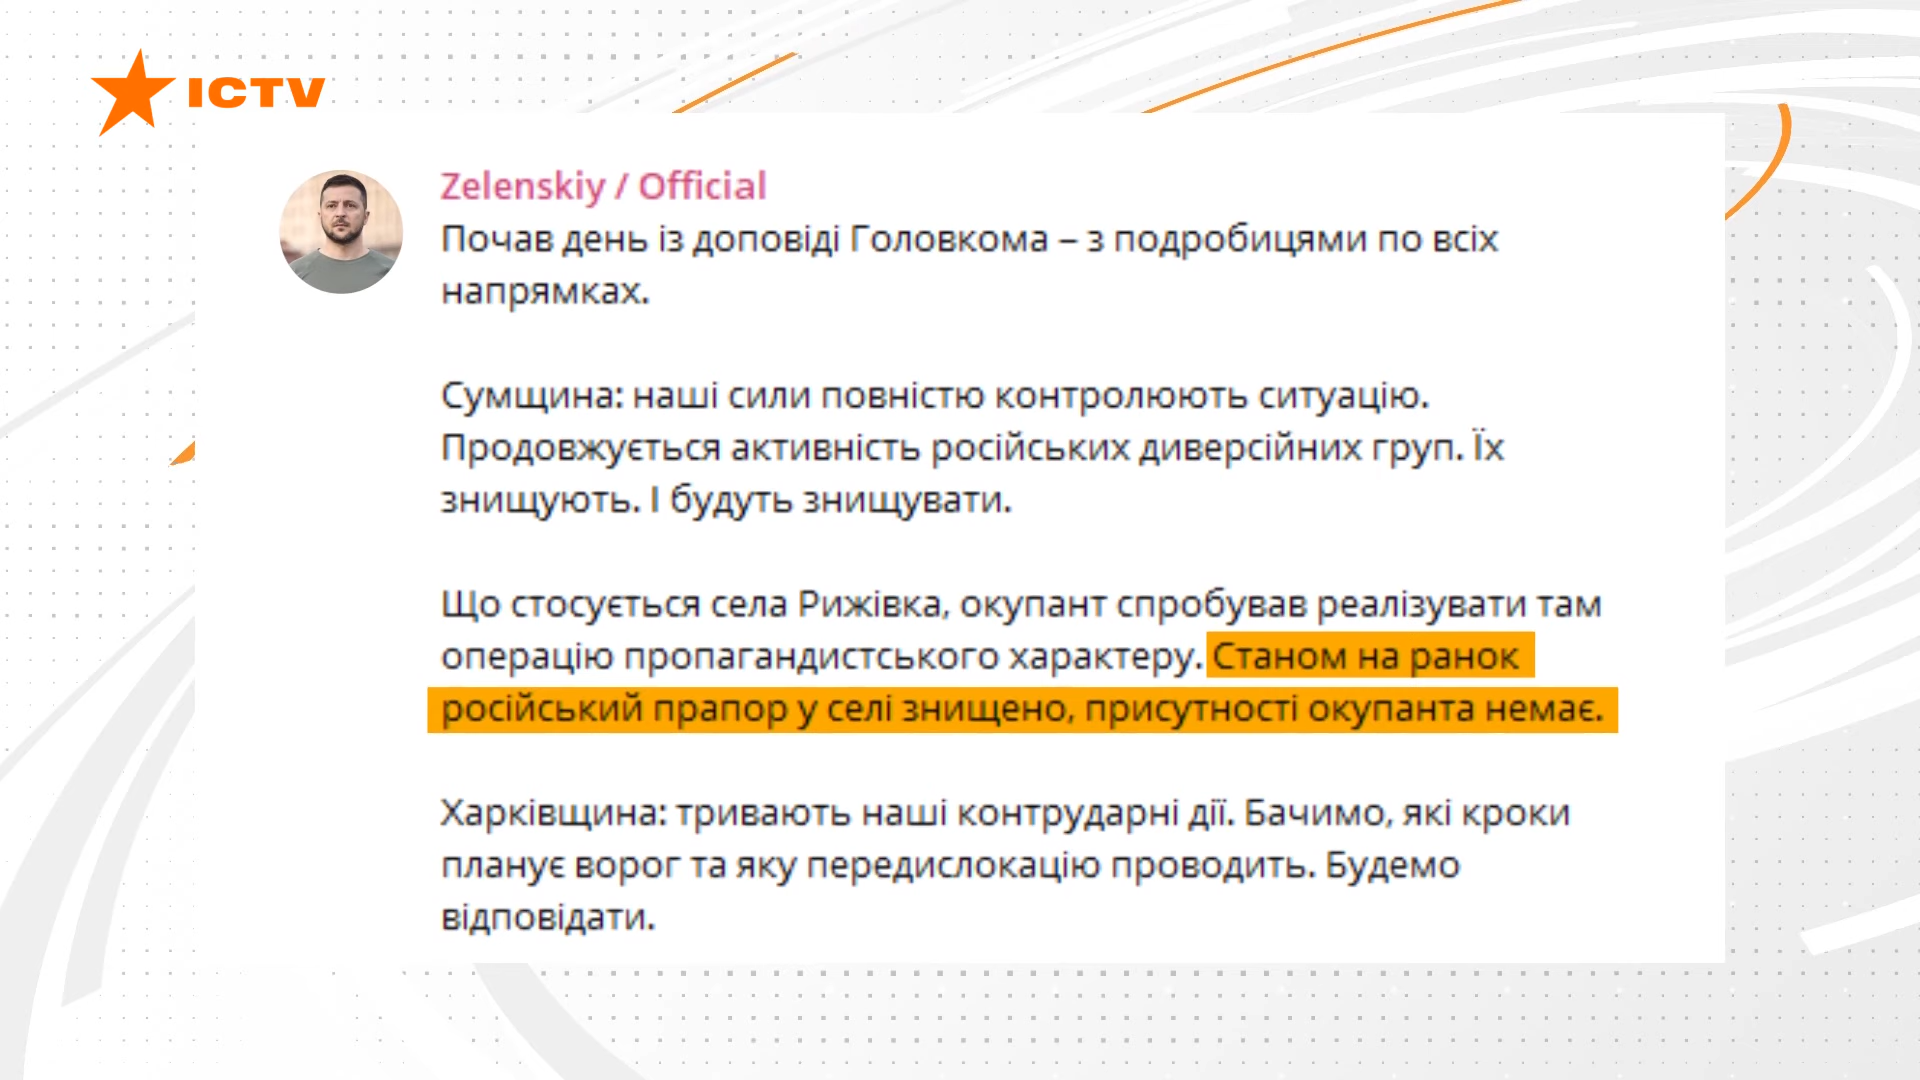 ICTV
Zelenskiy / Official
Почав день із доповіді Головкома – з подробицями по всіх
напрямках.
Сумщина: наші сили повністю контролюють ситуацію.
Продовжується активність російських диверсійних груп. Їх
знищують. І будуть знищувати.
Що стосується села Рижівка, окупант спробував реалізувати там
операцію пропагандистського характеру. Станом на ранок
російський прапор у селі знищено, присутності окупанта немає.
Харківщина: тривають наші контрударні дії. Бачимо, які кроки
планує ворог та яку передислокацію проводить. Будемо
відповідати.